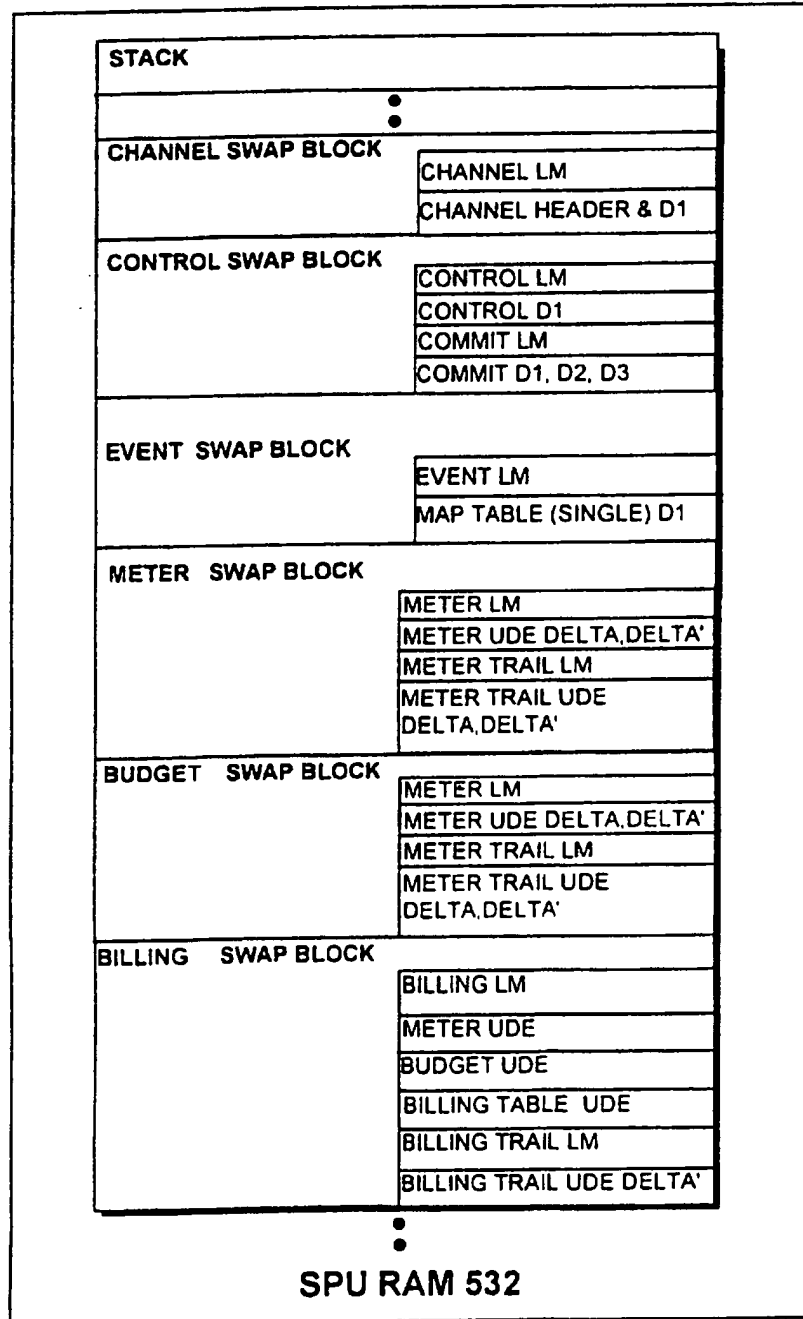 STACK
CHANNEL SWAP BLOCK
CHANNEL LM
CHANNEL HEADER & D1
CONTROL SWAP BLOCK
CONTROL LM
CONTROL D1
COMMIT LM
COMMIT D1, D2, D3
EVENT SWAP BLOCK
EVENT LM
MAP TABLE (SINGLE) D1
METER SWAP BLOCK
METER LM
METER UDE DELTA,DELTA'
METER TRAIL LM
METER TRAIL UDE
DELTA,DELTA'
BUDGET SWAP BLOCK
METER LM
METER UDE DELTA,DELTA'
METER TRAIL LM
METER TRAIL UDE
DELTA,DELTA'
BILLING SWAP BLOCK
BILLING LM
METER UDE
BUDGET UDE
BILLING TABLE UDE
BILLING TRAIL LM
BILLING TRAIL UDE DELTA'
SPU RAM 532